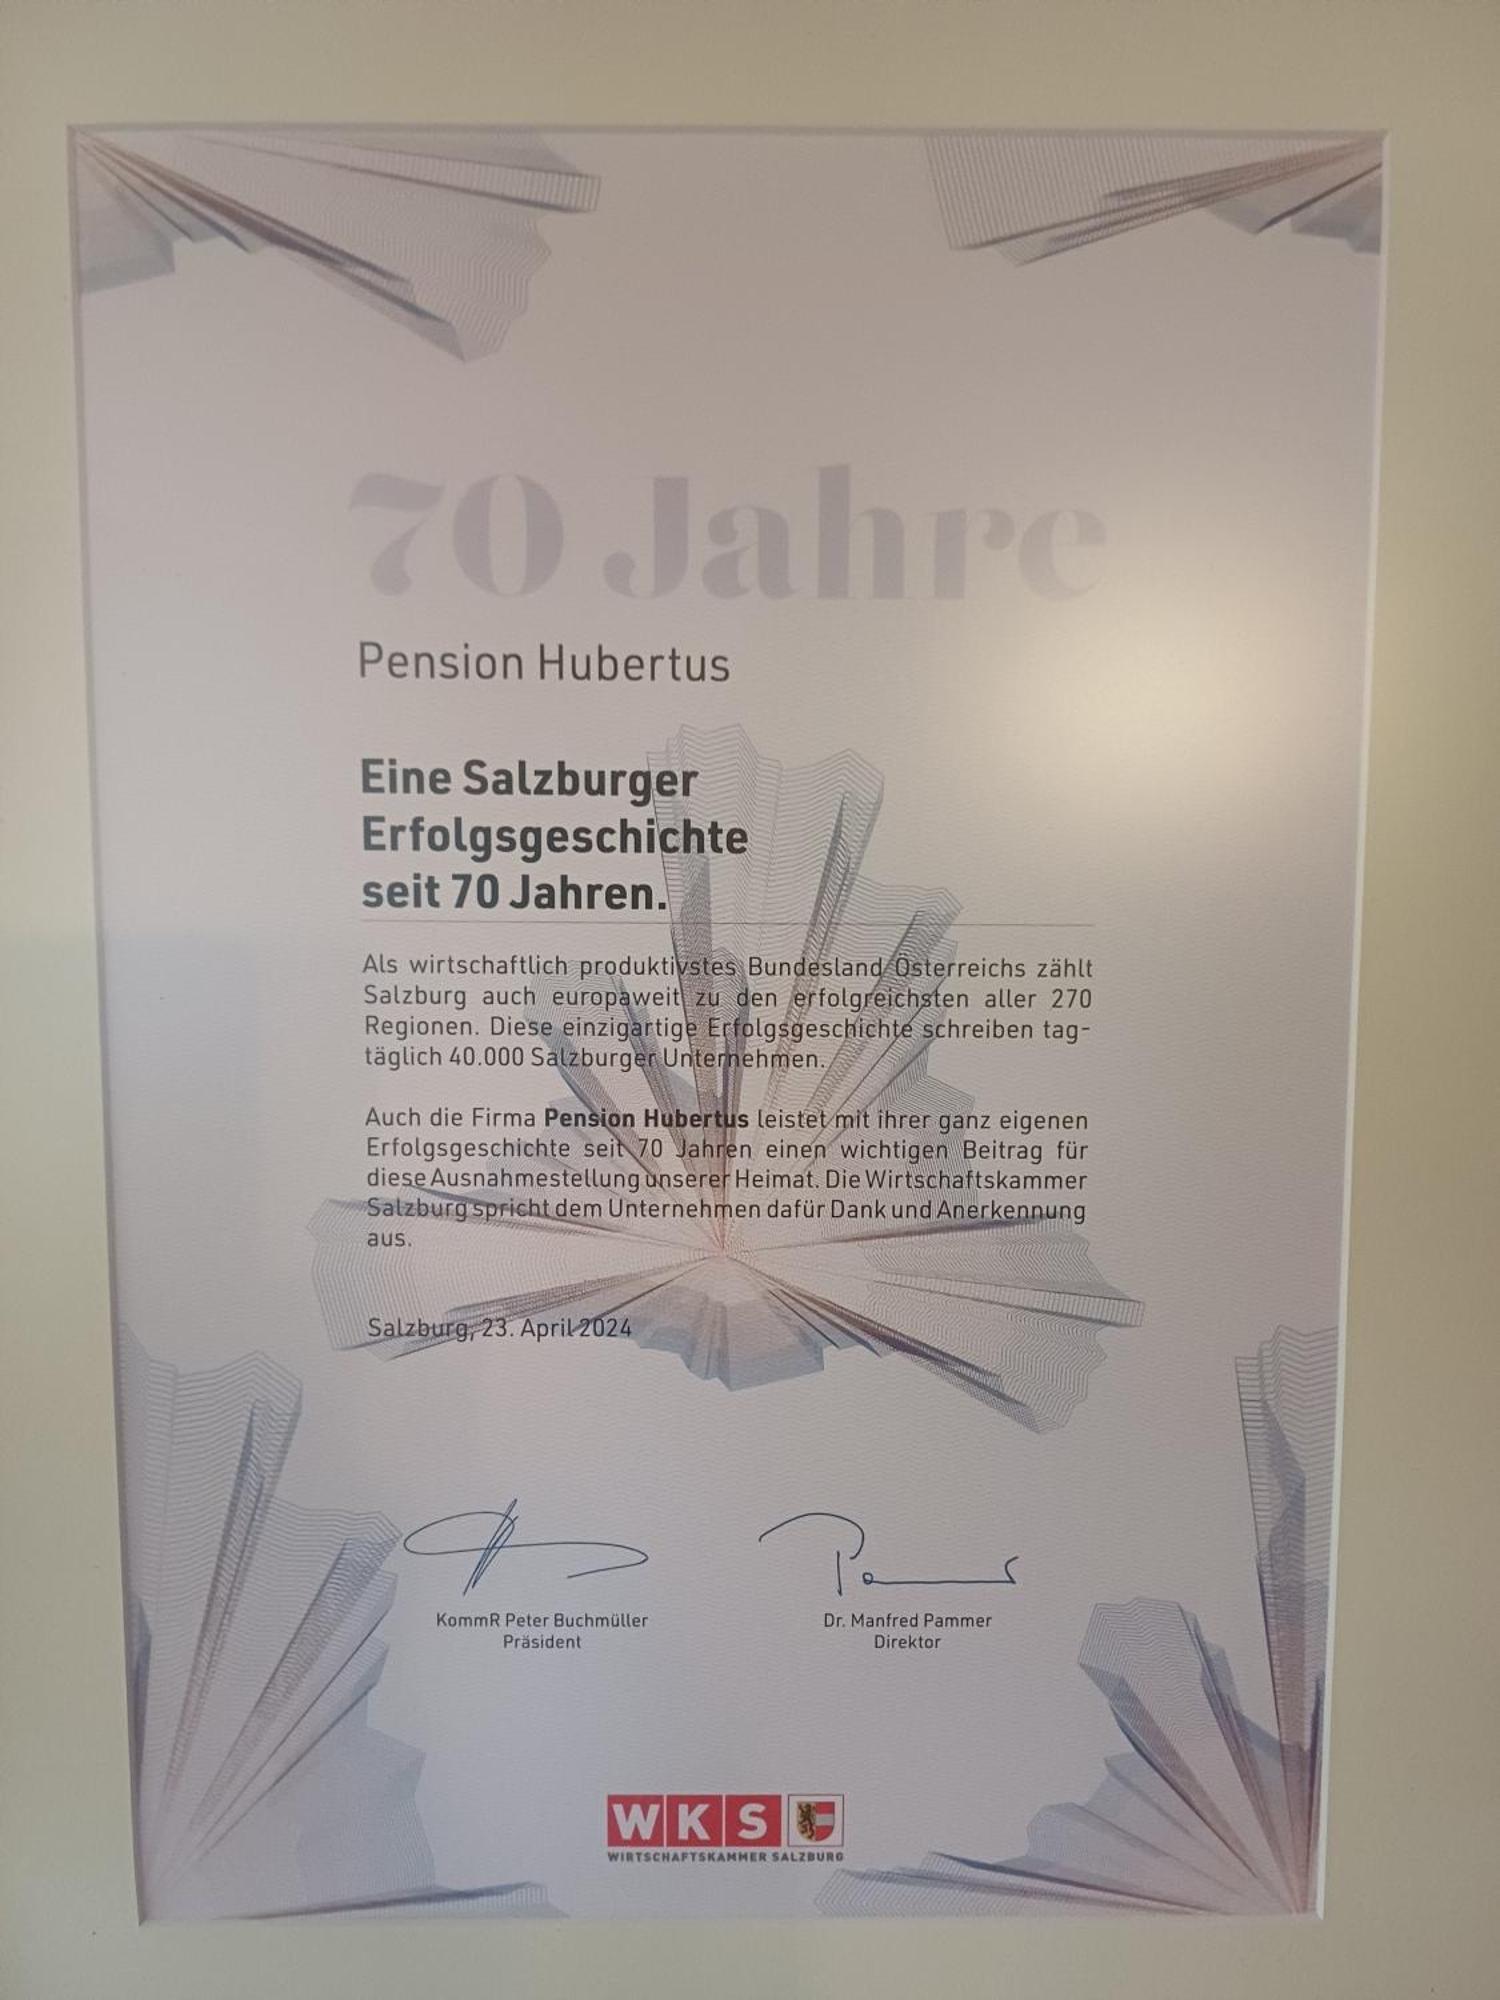 70 Jahre
Pension Hubertus
Eine Salzburger
Erfolgsgeschichte
seit 70 Jahren.
Als wirtschaftlich produktivstes Bundesland Österreichs zählt
Salzburg auch europaweit zu den erfolgreichsten aller 270
Regionen. Diese einzigartige Erfolgsgeschichte schreiben tag-
täglich 40.000 Salzburger Unternehmen.
Auch die Firma Pension Hubertus leistet mit ihrer ganz eigenen
Erfolgsgeschichte seit 70 Jahren einen wichtigen Beitrag für
diese Ausnahmestellung unserer Heimat. Die Wirtschaftskammer
Salzburg spricht dem Unternehmen dafür Dank und Anerkennung
aus.
Salzburg, 23. April 2024
KommR Peter Buchmüller
Präsident
Dr. Manfred Pammer
Direktor
WKS
WIRTSCHAFTSKAMMER SALZBURG